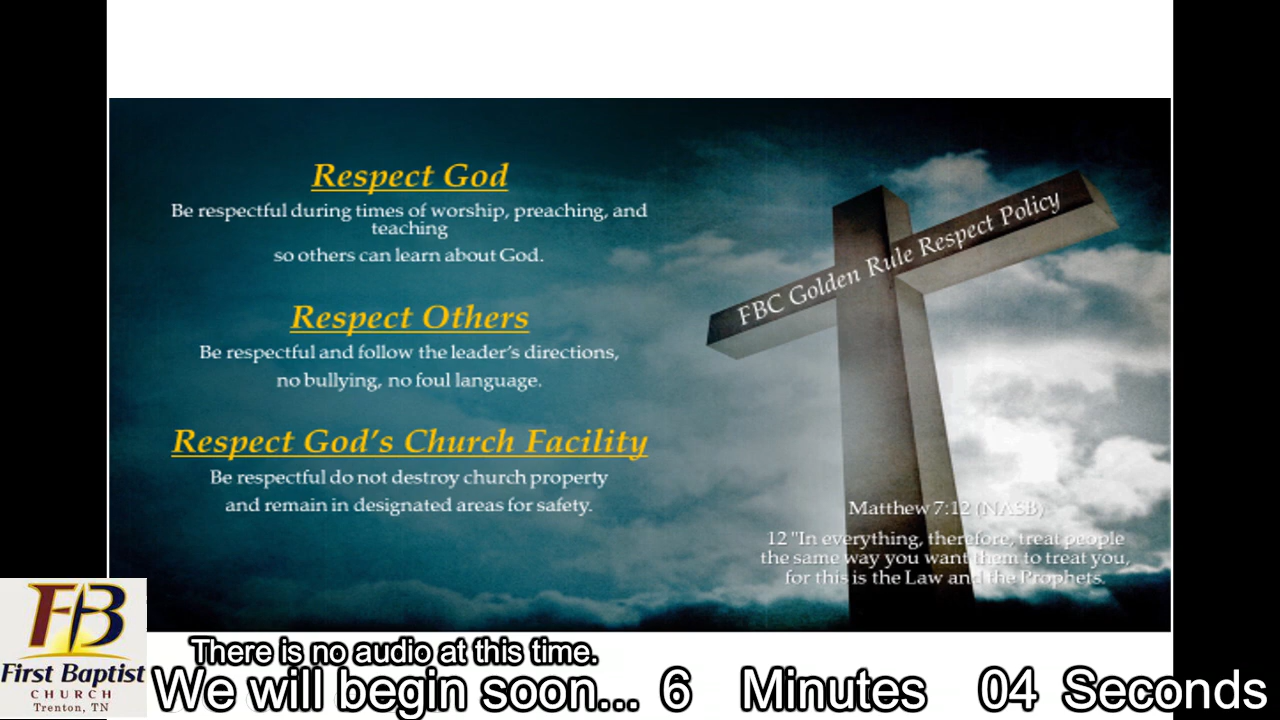 Respect God
Be respectful during times of worship, preaching, and
teaching
so others can learn about God.
Respect Others
Be respectful and follow the leader's directions,
no bullying, no foul language.
Respect God's Church Facility
Be respectful do not destroy church property
and remain in designated areas for safety.
FBC Golden Rule Respect Policy
Matthew 7:12 (NASB)
12 "In everything, therefore, treat people
the same way you want them to treat you,
for this is the Law and the Prophets.
FB
First Baptist
CHURCH
Trenton, TN
There is no audio at this time.
We will begin soon... 6 Minutes 04 Seconds